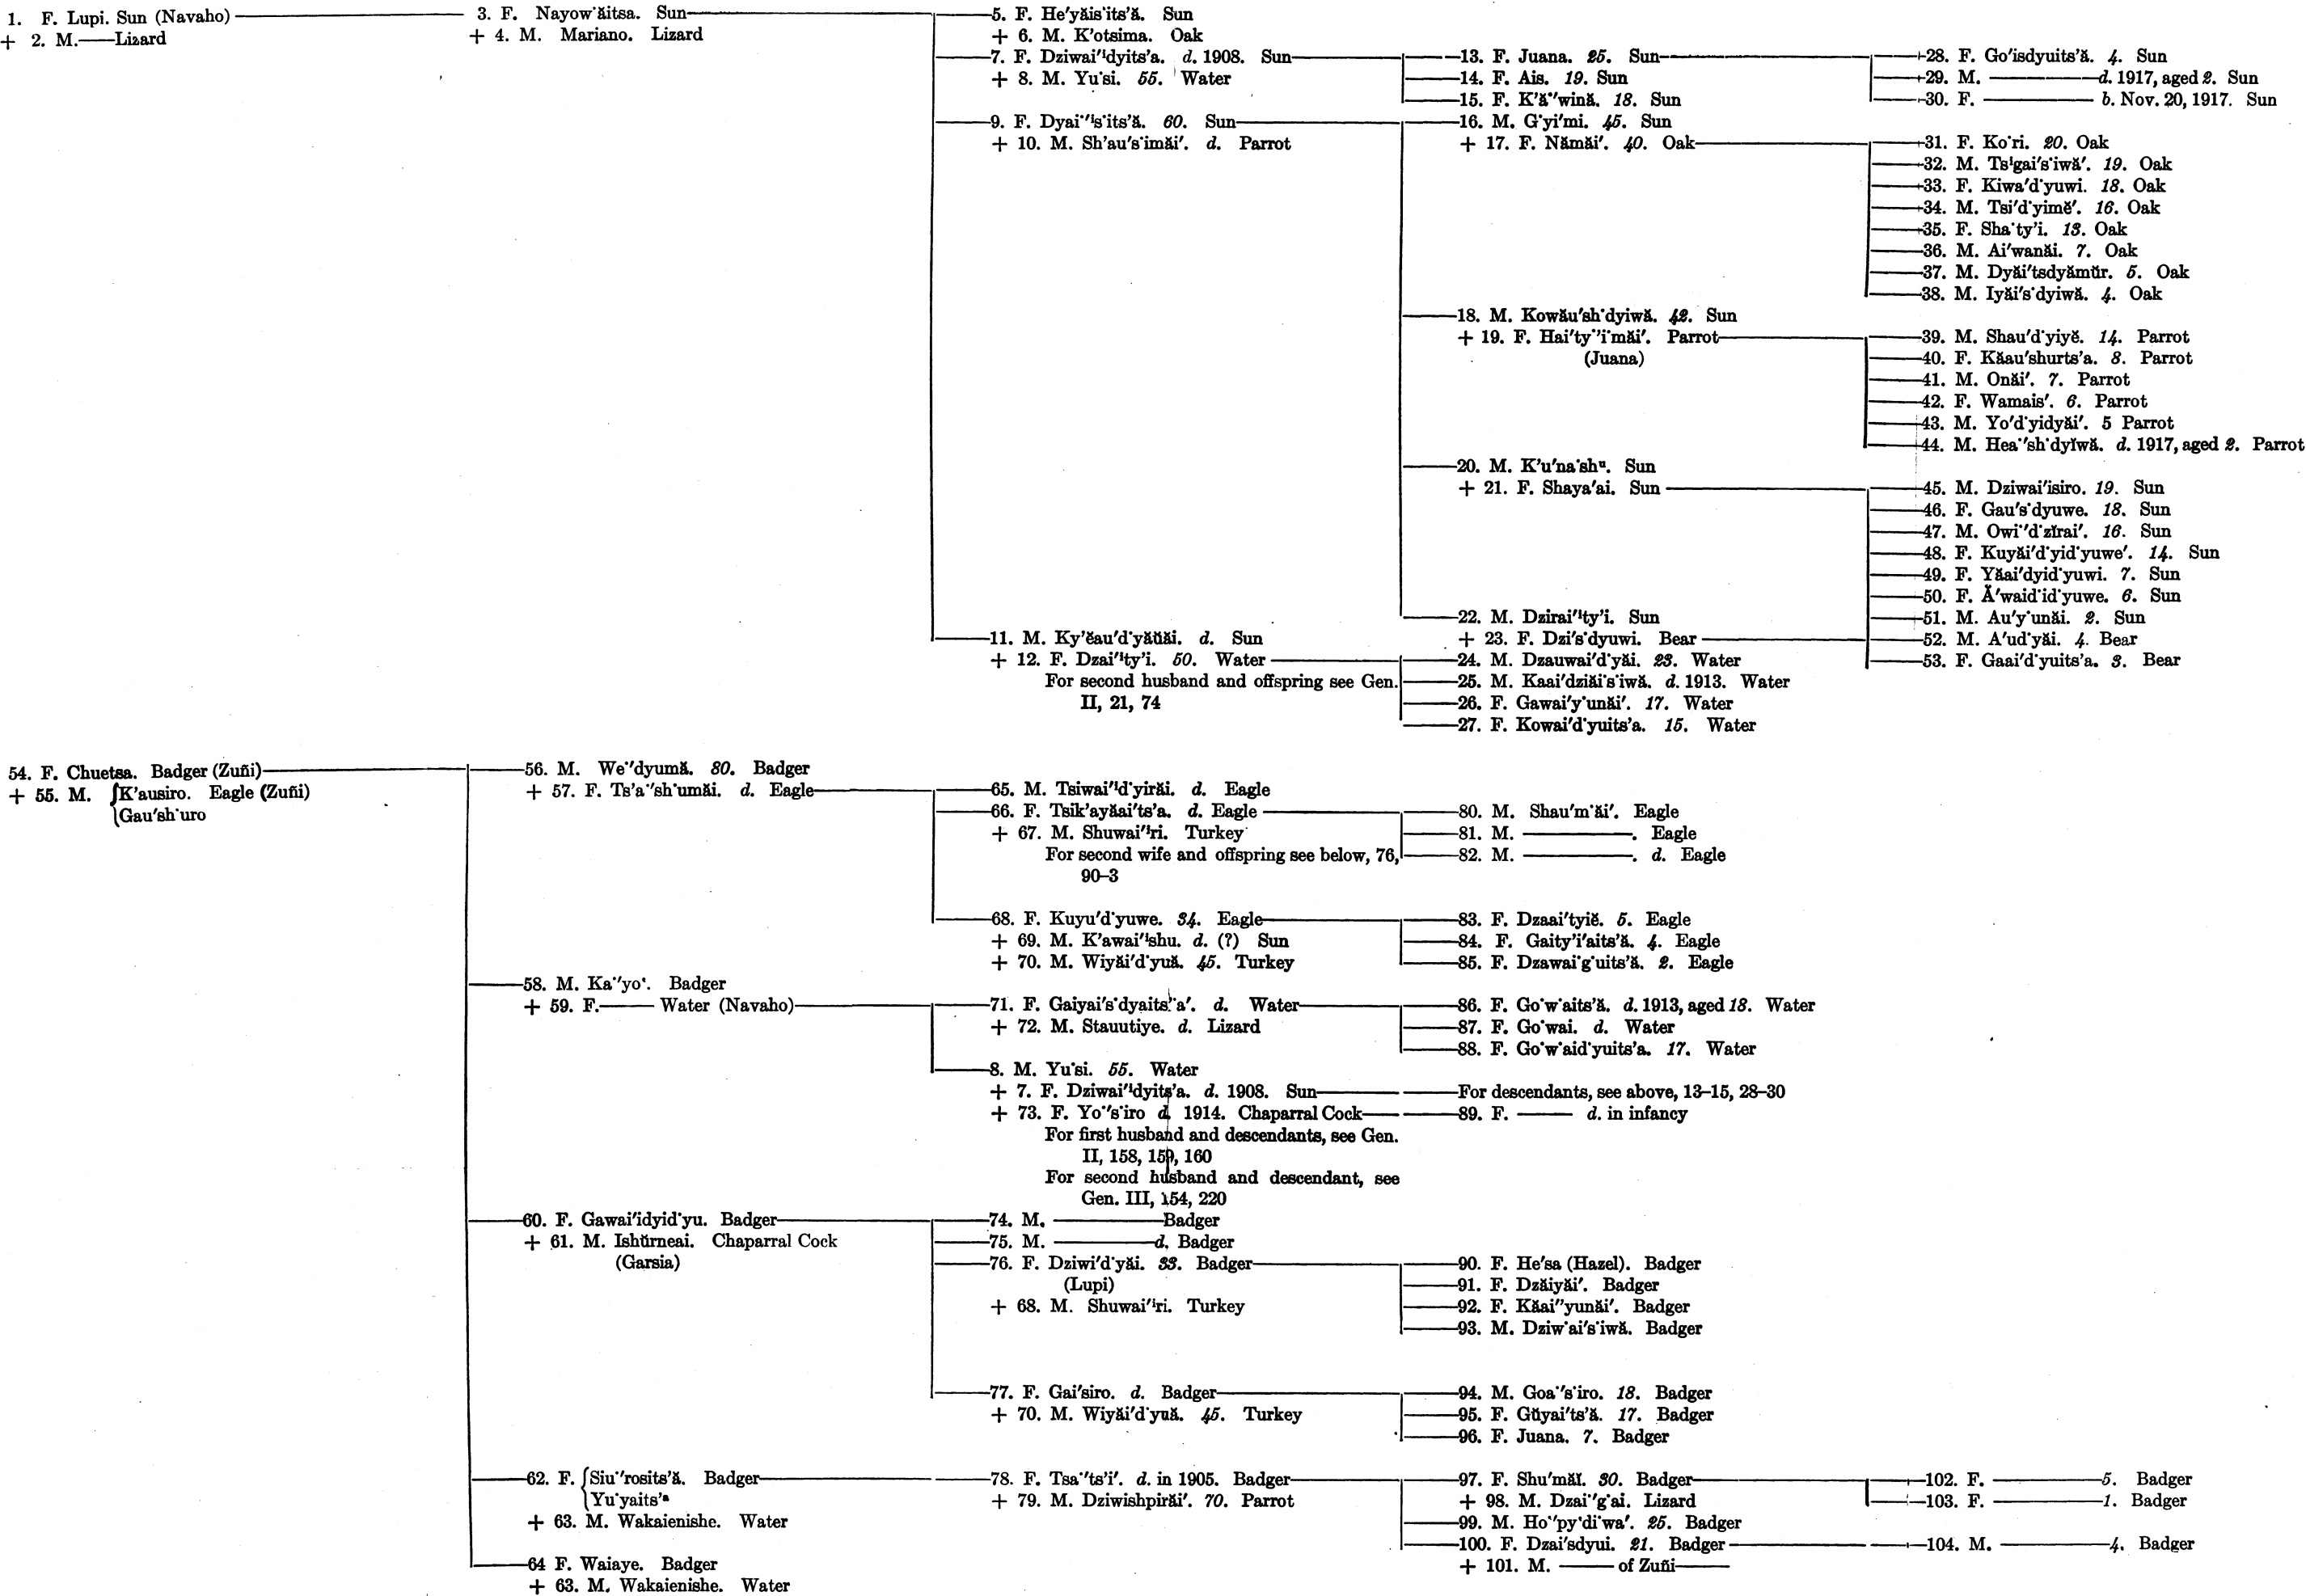 1. F. Lupi. Sun (Navaho)
+ 2. M.——Lizard
3. F. Nayow˙ăitsa. Sun
+ 4. M. Mariano. Lizard
5. F. He′yăis˙its′ă. Sun
+ 6. M. K′otsima. Oak
7. F. Dziwai′ⁱdyits′a. d. 1908. Sun
+ 8. M. Yu˙si. 55. Water
9. F. Dyai˙′ⁱs˙its′ă. 60. Sun
+ 10. M. Sh′au′s˙imăi′. d. Parrot
11. M. Ky′ĕau′d˙yăŭăi. d. Sun
+ 12. F. Dzai′ⁱty′i. 50. Water
For second husband and offspring see Gen.
II, 21, 74
13. F. Juana. 25. Sun
14. F. Ais. 19. Sun
15. F. K′ă˙′wină. 18. Sun
16. M. G˙yi′mi. 45. Sun
+ 17. F. Nămăi′. 40. Oak
18. M. Kowău′sh˙dyiwă. 42. Sun
+ 19. F. Hai′ty˙′i˙măi′. Parrot
(Juana)
20. M. K′u′na˙shⁿ. Sun
+ 21. F. Shaya′ai. Sun
22. M. Dzirai′ⁱty′i. Sun
+ 23. F. Dzi′s˙dyuwi. Bear
24. M. Dzauwai′d˙yăi. 23. Water
25. M. Kaai′dziăi′s˙iwă. d. 1913. Water
26. F. Gawai′y˙unăi′. 17. Water
27. F. Kowai′d˙yuits′a. 15. Water
28. F. Go′isdyuits′ă. 4. Sun
29. M. ———d. 1917, aged 2. Sun
30. F. ——— b. Nov. 20, 1917. Sun
31. F. Ko˙ri. 20. Oak
32. M. Tsⁱgai′s˙iwă′. 19. Oak
33. F. Kiwa′d˙yuwi. 18. Oak
34. M. Tsi′d˙yimĕ′. 16. Oak
35. F. Sha˙ty′i. 13. Oak
36. M. Ai′wanăi. 7. Oak
37. M. Dyăi′tsdyămŭr. 5. Oak
38. M. Iyăi′s˙dyiwă. 4. Oak
39. M. Shau′d˙yiyĕ. 14. Parrot
40. F. Kăau′shurts′a. 8. Parrot
41. M. Onăi′. 7. Parrot
42. F. Wamais′. 6. Parrot
43. M. Yo′d˙yidyăi′. 5 Parrot
44. M. Hea˙′sh˙dyĭwă. d. 1917, aged 2. Parrot
45. M. Dziwai′isiro. 19. Sun
46. F. Gau′s˙dyuwe. 18. Sun
47. M. Owi˙′d˙zĭrai′. 16. Sun
48. F. Kuyăi′d˙yid˙yuwe′. 14. Sun
49. F. Yăai′dyid˙yuwi. 7. Sun
50. F. Ă′waid˙id˙yuwe. 6. Sun
51. M. Au′y˙unăi. 2. Sun
52. M. A′ud˙yăi. 4. Bear
53. F. Gaai′d˙yuits′a. 3. Bear
54. F. Chuetsa. Badger (Zuñi)
+ 55. M. {K′ausiro. Eagle (Zuñi)
{Gau′sh˙uro
56. M. We˙′dyumă. 80. Badger
+ 57. F. Ts′a˙′sh˙umăi. d. Eagle
58. M. Ka˙′yo˙. Badger
+ 59. F.—— Water (Navaho)
60. F. Gawai′idyid˙yu. Badger
+ 61. M. Ishŭrneai. Chaparral Cock
(Garsia)
62. F. {Siu˙′rosits′ă. Badger
{Yu˙yaits′ᵃ
+ 63. M. Wakaienishe. Water
64 F. Waiaye. Badger
+ 63. M. Wakaienishe. Water
65. M. Tsiwai′ⁱd˙yirăi. d. Eagle
66. F. Tsik′ayăai′ts′a. d. Eagle
+ 67. M. Shuwai′ⁱri. Turkey
For second wife and offspring see below, 76,
90–3
68. F. Kuyu′d˙yuwe. 34. Eagle
+ 69. M. K′awai′ⁱshu. d. (?) Sun
+ 70. M. Wiyăi′d˙yuă. 45. Turkey
71. F. Gaiyai′s˙dyaits′˙a′. d. Water
+ 72. M. Stauutiye. d. Lizard
8. M. Yu˙si. 55. Water
+ 7. F. Dziwai′ⁱdyits′a. d. 1908. Sun
+ 73. F. Yo˙′s˙iro d. 1914. Chaparral Cock
For first husband and descendants, see Gen.
II, 158, 159, 160
For second husband and descendant, see
Gen. III, 154, 220
74. M. ———Badger
75. M. ———d. Badger
76. F. Dziwi′d˙yăi. 33. Badger
(Lupi)
+ 68. M. Shuwai′ⁱri. Turkey
77. F. Gai′siro. d. Badger
+ 70. M. Wiyăi′d˙yuă. 45. Turkey
78. F. Tsa˙′ts′i′. d. in 1905. Badger
+ 79. M. Dziwishpirăi′. 70. Parrot
80. M. Shau′m˙ăi′. Eagle
81. M. ———. Eagle
82. M. ———. d. Eagle
83. F. Dzaai′tyiĕ. 5. Eagle
84. F. Gaity′i′aits′ă. 4. Eagle
85. F. Dzawai˙g˙uits′ă. 2. Eagle
86. F. Go˙w˙aits′ă. d. 1913, aged 18. Water
87. F. Go˙wai. d. Water
88. F. Go˙w˙aid˙yuits′a. 17. Water
For descendants, see above, 13–15, 28–30
89. F. —— d. in infancy
90. F. He′sa (Hazel). Badger
91. F. Dzăiyăi′. Badger
92. F. Kăai′′yunăi′. Badger
93. M. Dziw˙ai′s˙iwă. Badger
94. M. Goa˙′s˙iro. 18. Badger
95. F. Gŭyai′ts′ă. 17. Badger
96. F. Juana. 7. Badger
97. F. Shu′măĭ. 30. Badger
+ 98. M. Dzai˙′g˙ai. Lizard
99. M. Ho˙′py˙di˙wa′. 25. Badger
100. F. Dzai′sdyui. 21. Badger
+ 101. M. —— of Zuñi——
102. F. ———5. Badger
103. F. ———1. Badger
104. M. ———4. Badger